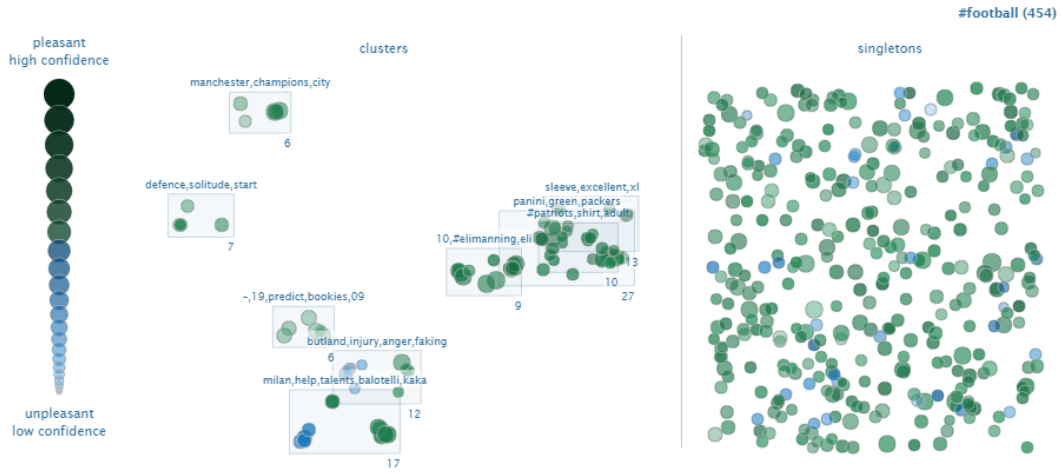 #football (454)
pleasant
high confidence
clusters
singletons
manchester,champions,city
6
defence,solitude,start
7
sleeve,excellent,xl
panini,green,packers
#patriots,shirt,adult
10,#elimanning,eli
13
10
27
9
~,19,predict,bookies,09
6
butland,injury,anger,faking
milan,help,talents,balotelli,kaka
12
17
unpleasant
low confidence